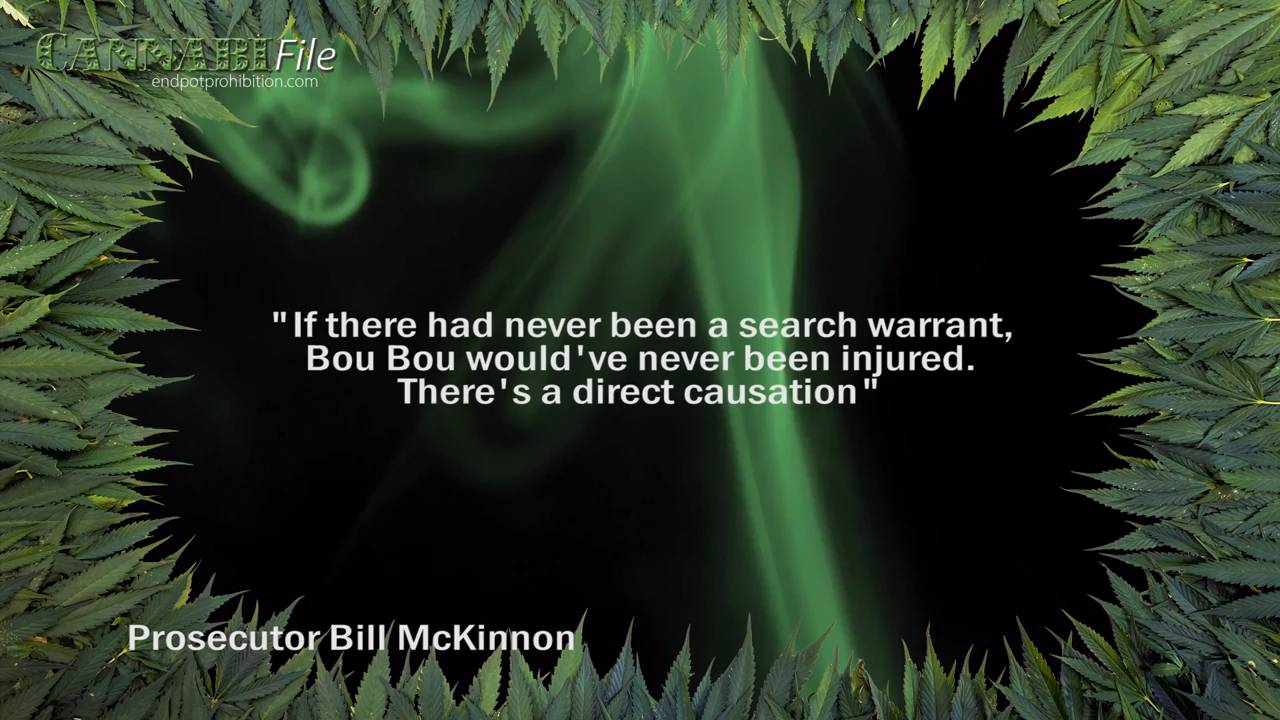 CANNABIFile
endpotprohibition.com
"If there had never been a search warrant,
Bou Bou would've never been injured.
There's a direct causation"
Prosecutor Bill McKinnon